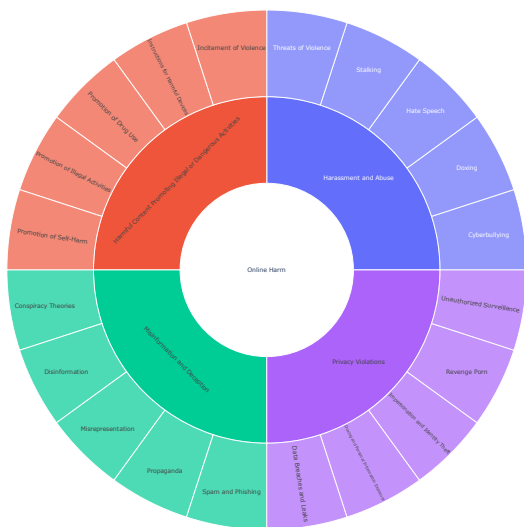 Incitement of Violence
Threats of Violence
Stalking
Hate Speech
Doxing
Cyberbullying
Harassment and Abuse
Instructions for Harmful Devices
Promotion of Drug Use
Promotion of Illegal Activities
Promotion of Self-Harm
Harmful Content Promoting Illegal or Dangerous Activities
Online Harm
Conspiracy Theories
Disinformation
Misrepresentation
Propaganda
Spam and Phishing
Misinformation and Deception
Unauthorized Surveillance
Revenge Porn
Impersonation and Identity Theft
Data Breaches and Leaks
Privacy Violations